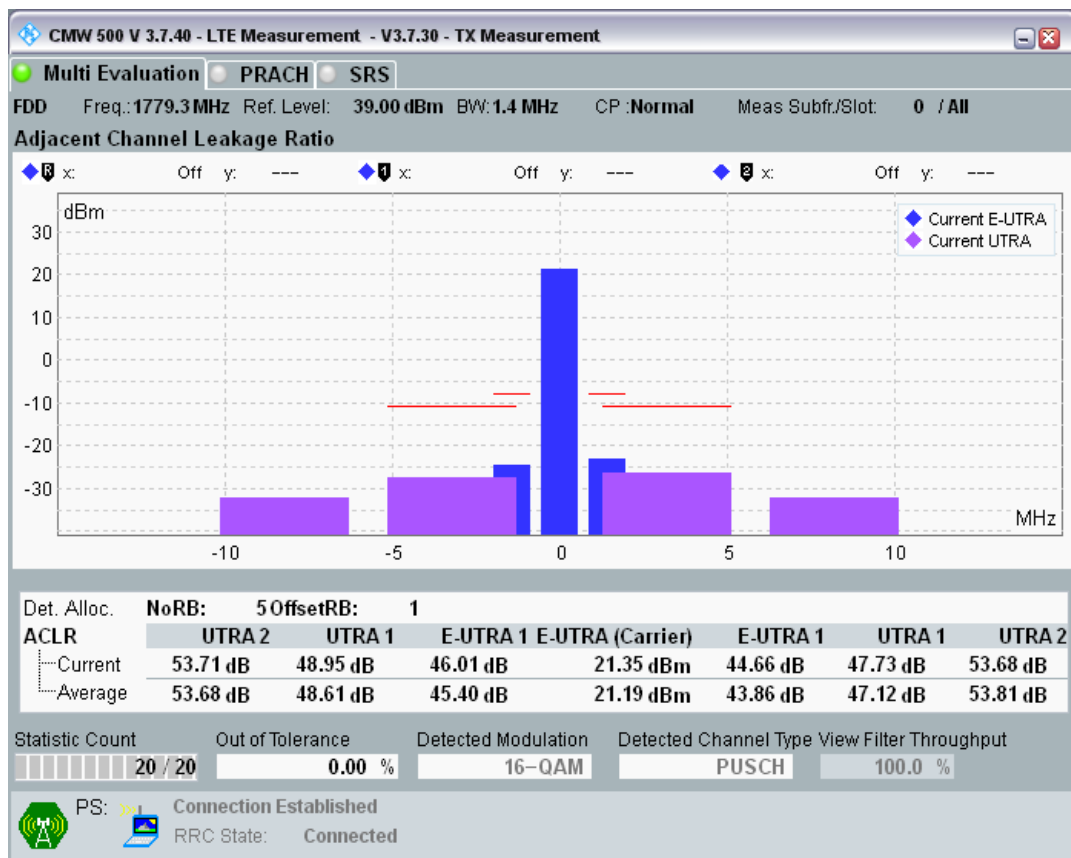 CMW 500 V 3.7.40 - LTE Measurement - V3.7.30 - TX Measurement
Multi Evaluation PRACH SRS
FDD Freq.:1779.3 MHz Ref. Level: 39.00 dBm BW:1.4 MHz CP :Normal Meas Subfr./Slot: 0 / All
Adjacent Channel Leakage Ratio
R x: Off y: --- 1 x: Off y: --- 2 x: Off y: ---
dBm
Current E-UTRA
Current UTRA
30
20
10
0
-10
-20
-30
MHz
-10 -5 0 5 10
Det. Alloc. NoRB: 5 OffsetRB: 1
ACLR UTRA 2 UTRA 1 E-UTRA 1 E-UTRA (Carrier) E-UTRA 1 UTRA 1 UTRA 2
Current 53.71 dB 48.95 dB 46.01 dB 21.35 dBm 44.66 dB 47.73 dB 53.68 dB
Average 53.68 dB 48.61 dB 45.40 dB 21.19 dBm 43.86 dB 47.12 dB 53.81 dB
Statistic Count Out of Tolerance Detected Modulation Detected Channel Type View Filter Throughput
20 / 20 0.00 % 16-QAM PUSCH 100.0 %
PS: Connection Established
RRC State: Connected